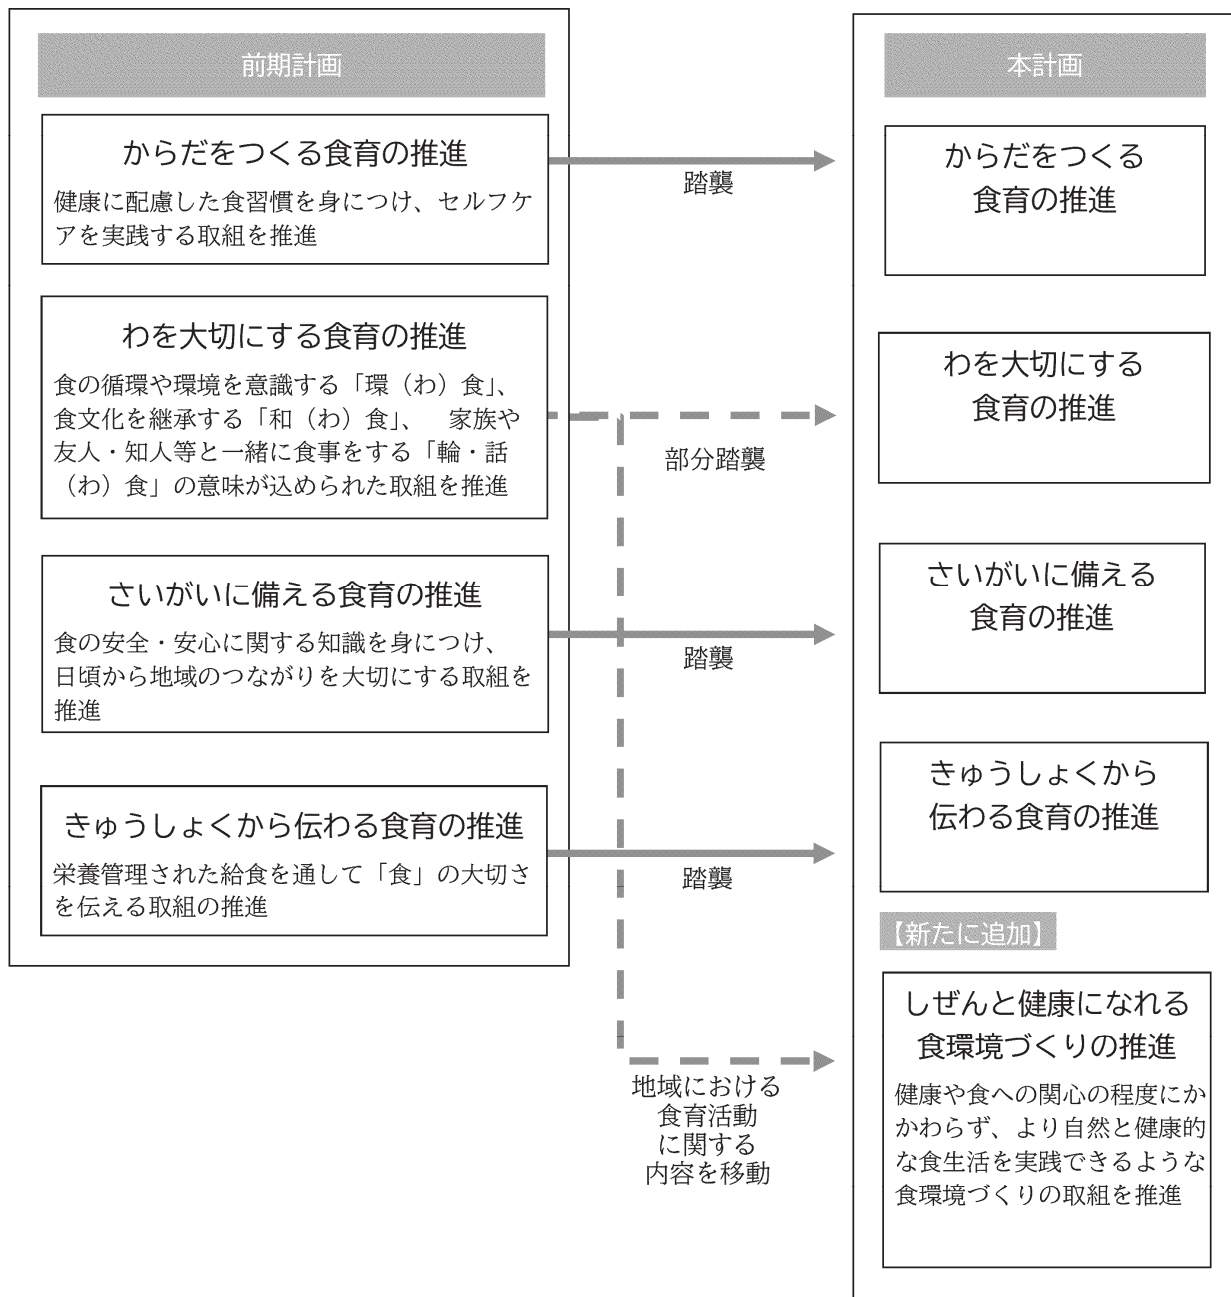 前期計画
からだをつくる食育の推進
健康に配慮した食習慣を身につけ、セルフケ
アを実践する取組を推進
わを大切にする食育の推進
食の循環や環境を意識する「環（わ）食」、
食文化を継承する「和（わ）食」、　家族や
友人・知人等と一緒に食事をする「輪・話
（わ）食」の意味が込められた取組を推進
さいがいに備える食育の推進
食の安全・安心に関する知識を身につけ、
日頃から地域のつながりを大切にする取組を
推進
きゅうしょくから伝わる食育の推進
栄養管理された給食を通して「食」の大切さ
を伝える取組の推進
踏襲
部分踏襲
踏襲
踏襲
地域における
食育活動
に関する
内容を移動
本計画
からだをつくる
食育の推進
わを大切にする
食育の推進
さいがいに備える
食育の推進
きゅうしょくから
伝わる食育の推進
【新たに追加】
しぜんと健康になれる
食環境づくりの推進
健康や食への関心の程度にか
かわらず、より自然と健康的
な食生活を実践できるような
食環境づくりの取組を推進